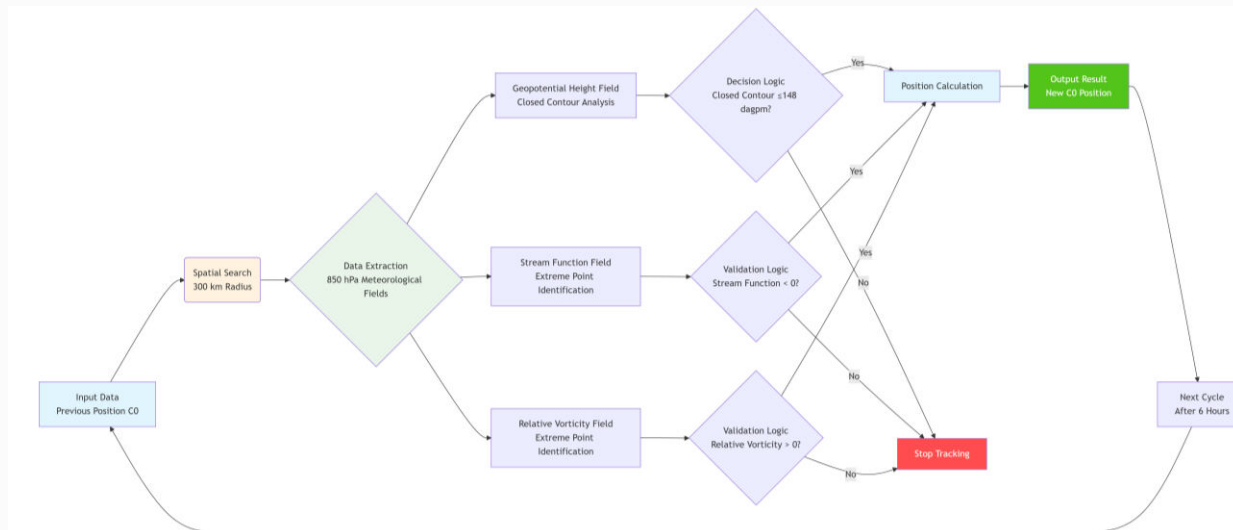 Input Data
Previous Position C0
Spatial Search
300 km Radius
Data Extraction
850 hPa Meteorological
Fields
Geopotential Height Field
Closed Contour Analysis
Stream Function Field
Extreme Point
Identification
Relative Vorticity Field
Extreme Point
Identification
Decision Logic
Closed Contour ≤148
dagpm?
Validation Logic
Stream Function < 0?
Validation Logic
Relative Vorticity > 0?
Yes
Yes
Yes
No
No
No
Position Calculation
Stop Tracking
Output Result
New C0 Position
Next Cycle
After 6 Hours